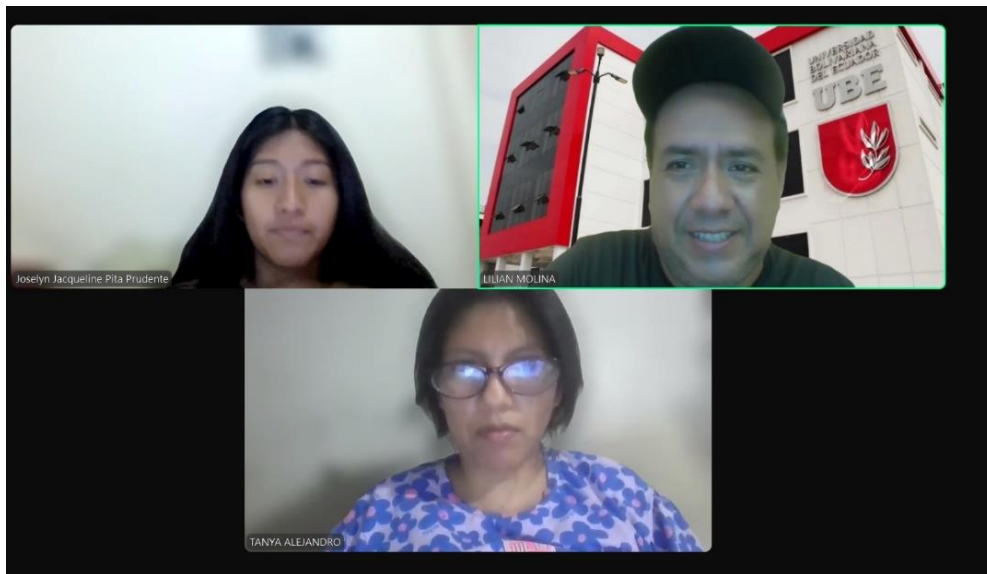 UNIVERSIDAD
BOLIVARIANA
DEL ECUADOR
UBE
Joselyn Jacqueline Pita Prudente
LILIAN MOLINA
TANYA ALEJANDRO